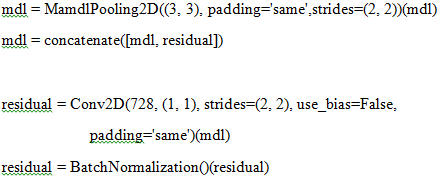 mdl = MamdlPooling2D((3, 3), padding='same',strides=(2, 2))(mdl)
mdl = concatenate([mdl, residual])
residual = Conv2D(728, (1, 1), strides=(2, 2), use_bias=False,
padding='same')(mdl)
residual = BatchNormalization()(residual)